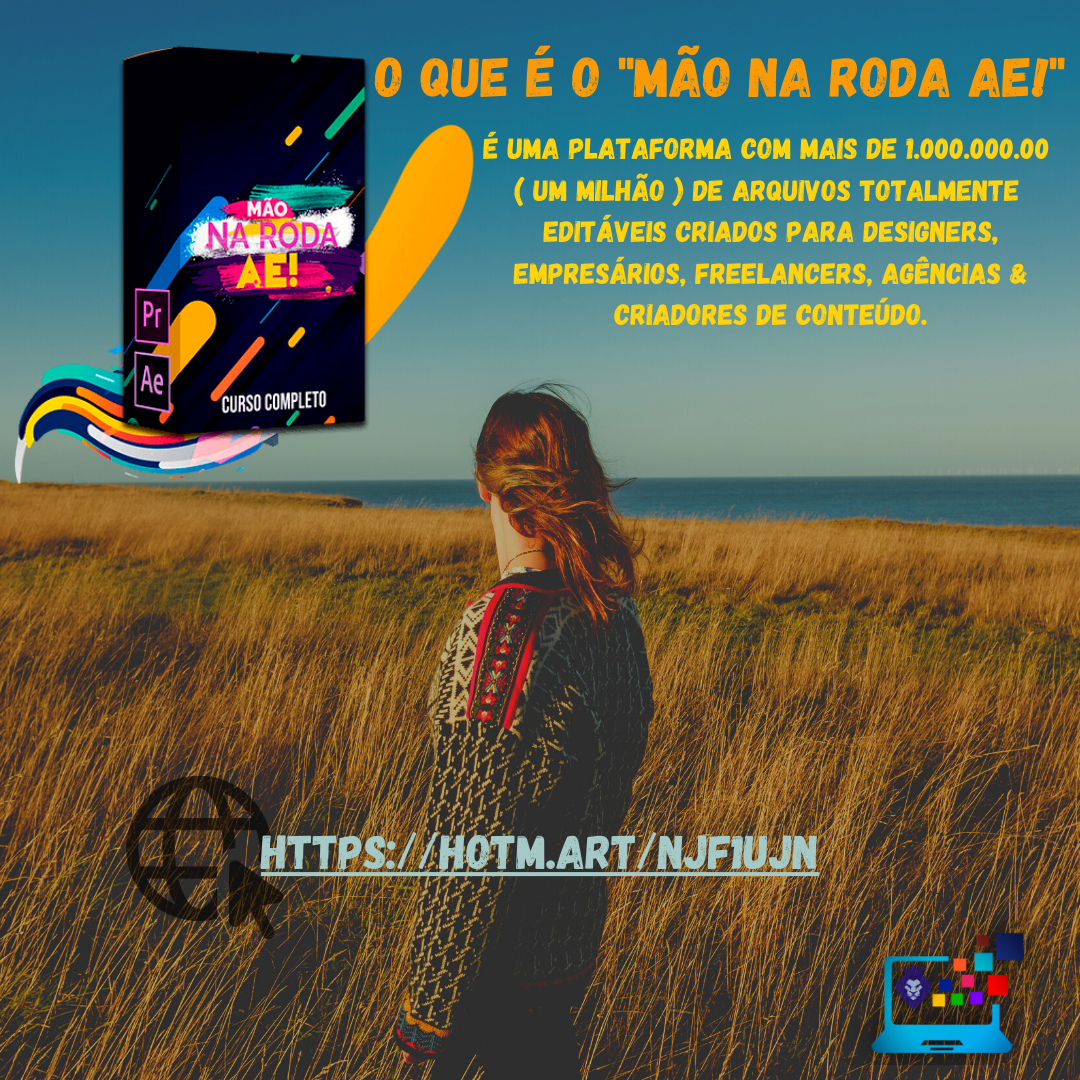 O QUE É O "MÃO NA RODA AE!"
É UMA PLATAFORMA COM MAIS DE 1.000.000.00
( UM MILHÃO ) DE ARQUIVOS TOTALMENTE
EDITÁVEIS CRIADOS PARA DESIGNERS,
EMPRESÁRIOS, FREELANCERS, AGÊNCIAS &
CRIADORES DE CONTEÚDO.
MÃO
NA RODA
AE!
Pr
Ae
CURSO COMPLETO
HTTPS://HOTM.ART/NJF1UJN